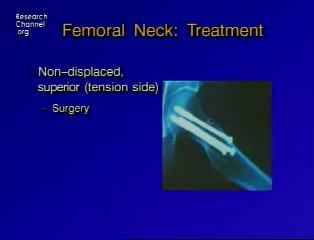 Research
Channel
.org
Femoral Neck: Treatment
– Non–displaced,
superior (tension side)
– Surgery